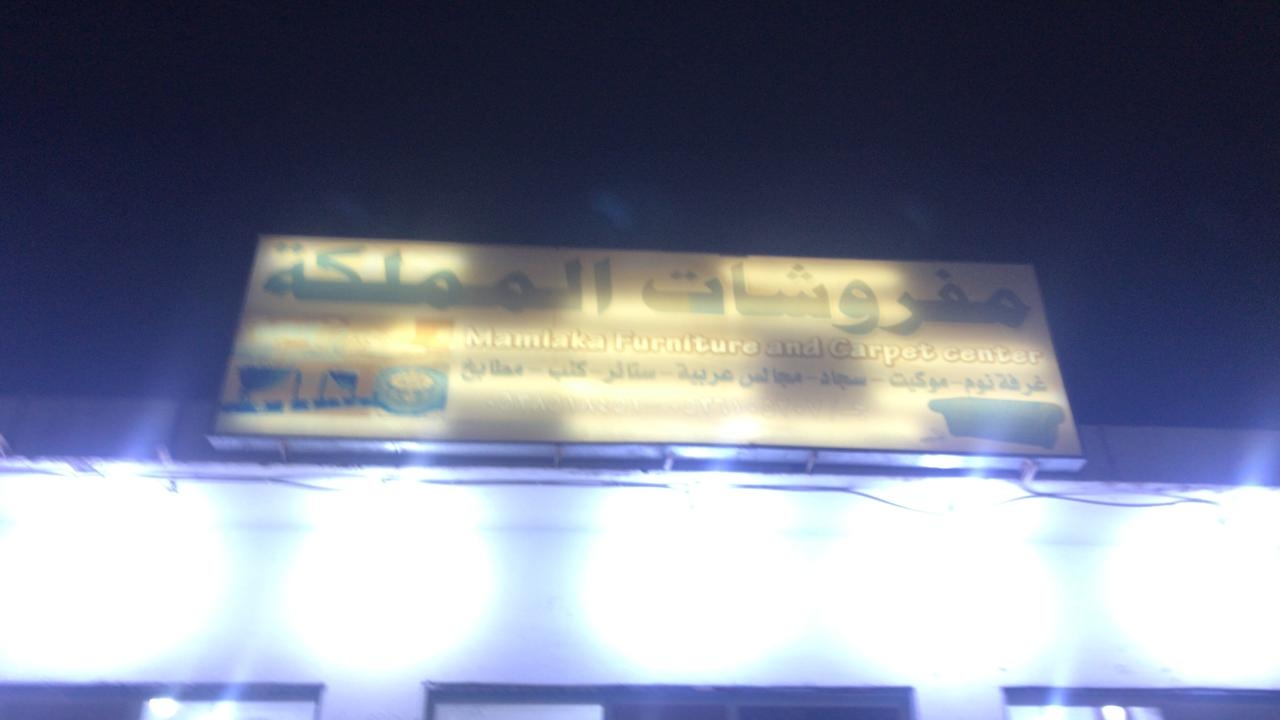 مفروشات المملكة
Mamlaka Furniture and Carpet center
غرفة نوم - موكيت - سجاد - مجالس عربية - ستائر - كنب - مطابخ